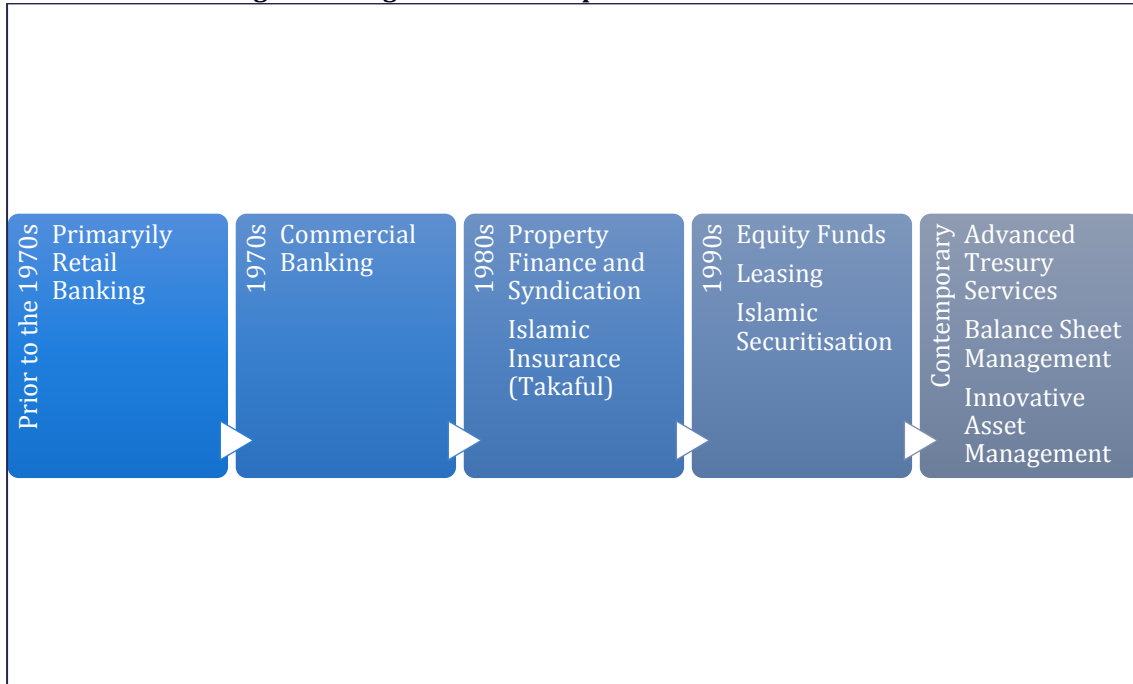 Prior to the 1970s
Primaryily
Retail
Banking
1970s
Commercial
Banking
1980s
Property
Finance and
Syndication
Islamic
Insurance
(Takaful)
1990s
Equity Funds
Leasing
Islamic
Securitisation
Contemporary
Advanced
Tresury
Services
Balance Sheet
Management
Innovative
Asset
Management